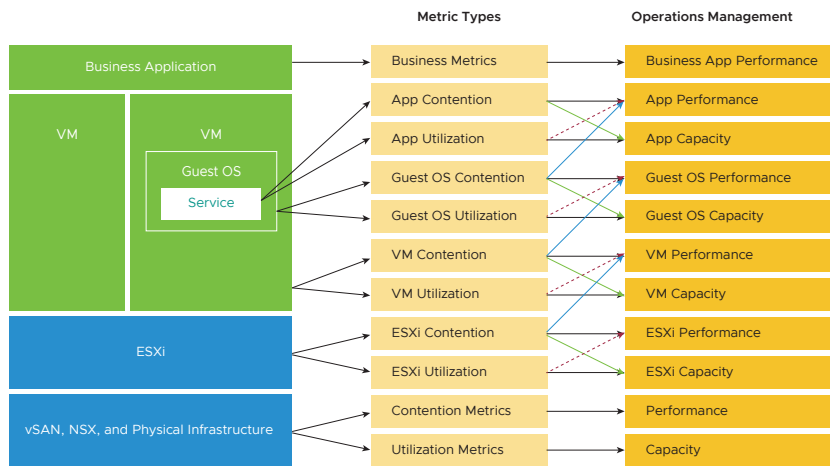 Metric Types
Operations Management
Business Application
Business Metrics
Business App Performance
VM
VM
Guest OS
Service
App Contention
App Performance
App Utilization
App Capacity
Guest OS Contention
Guest OS Performance
Guest OS Utilization
Guest OS Capacity
VM Contention
VM Performance
VM Utilization
VM Capacity
ESXi
ESXi Contention
ESXi Performance
ESXi Utilization
ESXi Capacity
vSAN, NSX, and Physical Infrastructure
Contention Metrics
Performance
Utilization Metrics
Capacity